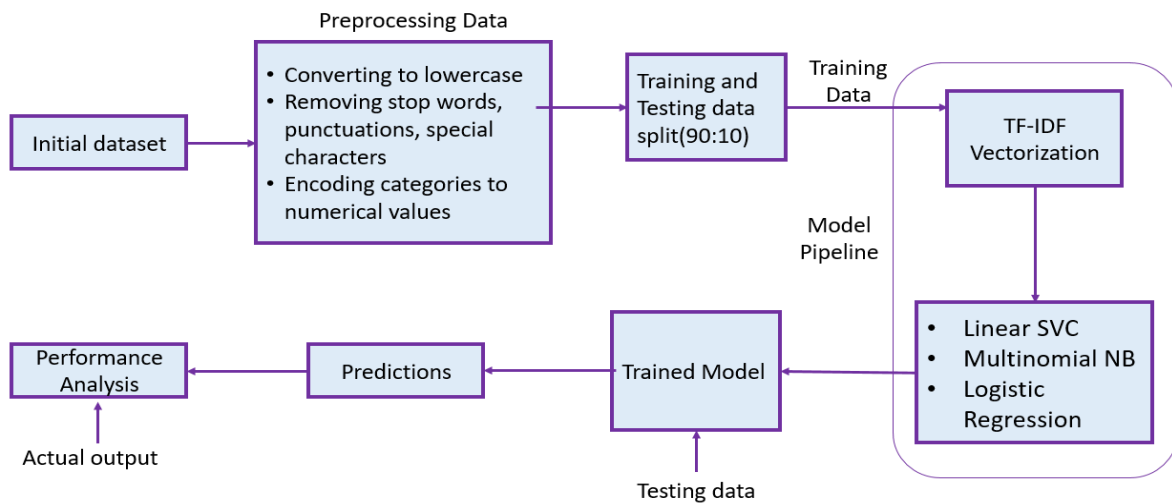 Preprocessing Data
Initial dataset
• Converting to lowercase
• Removing stop words,
punctuations, special
characters
• Encoding categories to
numerical values
Training and
Testing data
split(90:10)
Training
Data
TF-IDF
Vectorization
Model
Pipeline
• Linear SVC
• Multinomial NB
• Logistic
Regression
Trained Model
Testing data
Predictions
Performance
Analysis
Actual output